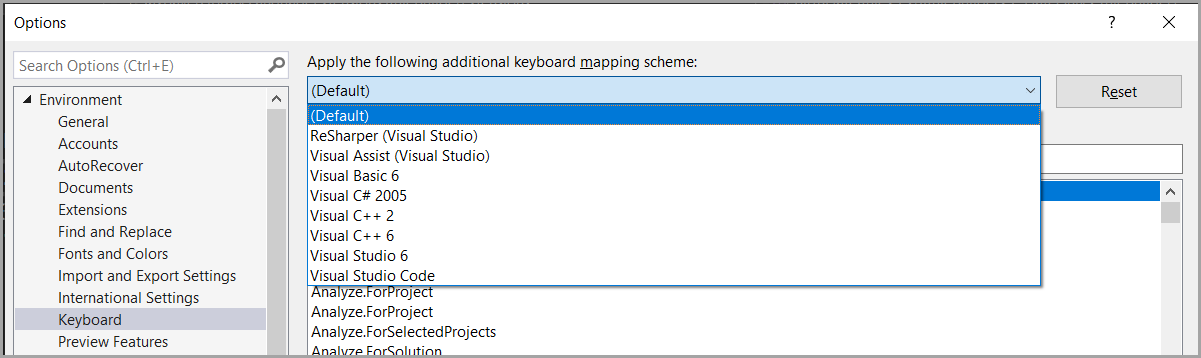 Options
?
Search Options (Ctrl+E)
Environment
General
Accounts
AutoRecover
Documents
Extensions
Find and Replace
Fonts and Colors
Import and Export Settings
International Settings
Keyboard
Preview Features
Apply the following additional keyboard mapping scheme:
(Default)
Reset
(Default)
ReSharper (Visual Studio)
Visual Assist (Visual Studio)
Visual Basic 6
Visual C# 2005
Visual C++ 2
Visual C++ 6
Visual Studio 6
Visual Studio Code
Analyze.ForProject
Analyze.ForProject
Analyze.ForSelectedProjects
Analyze.ForSolution